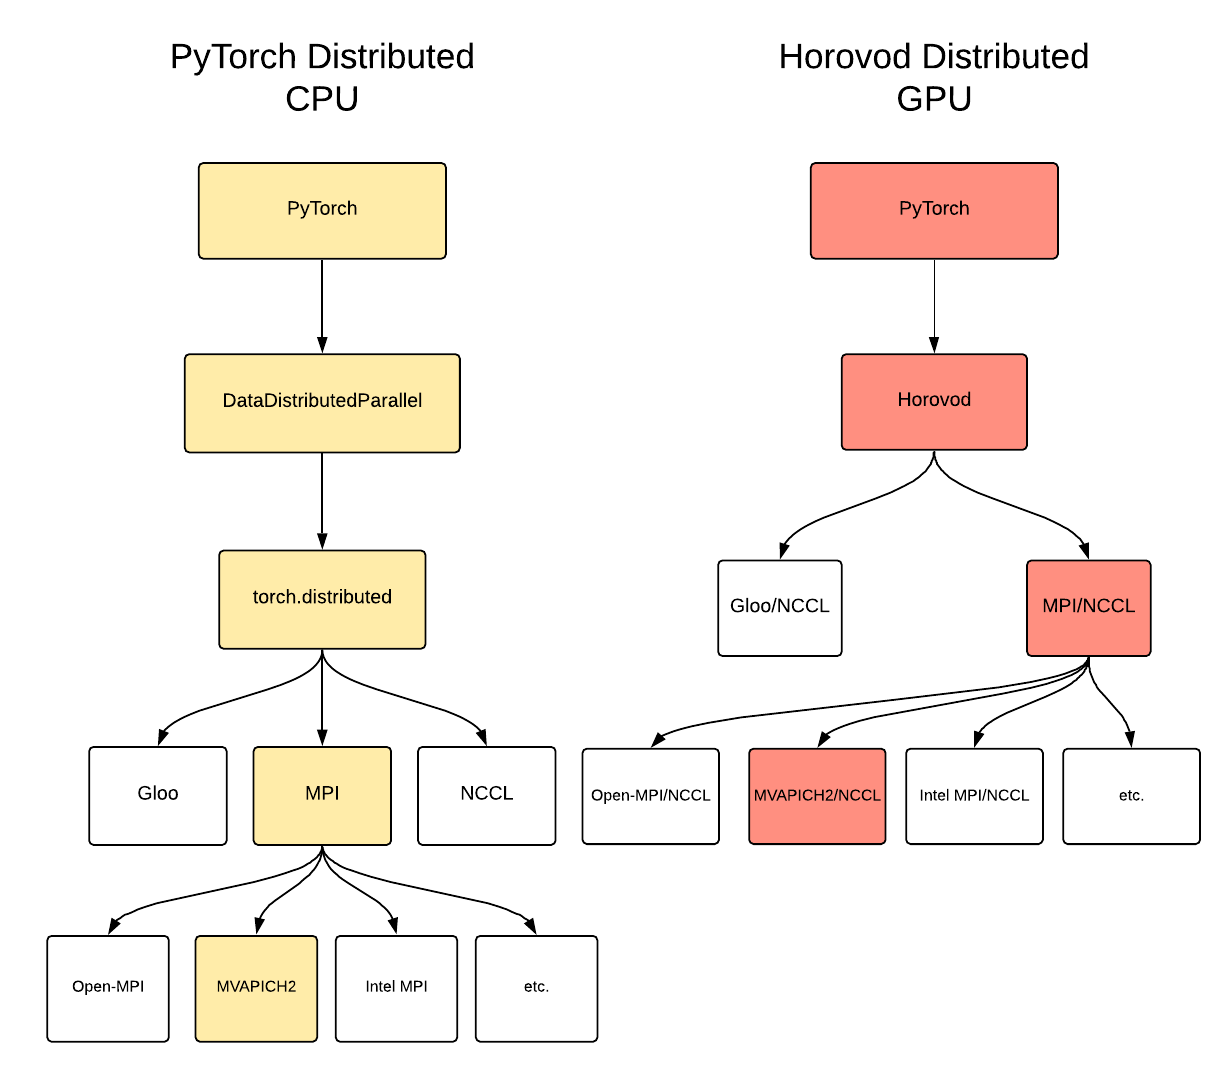 PyTorch Distributed
CPU
PyTorch
DataDistributedParallel
torch.distributed
Gloo
MPI
NCCL
Open-MPI
MVAPICH2
Intel MPI
etc.
Horovod Distributed
GPU
PyTorch
Horovod
Gloo/NCCL
MPI/NCCL
Open-MPI/NCCL
MVAPICH2/NCCL
Intel MPI/NCCL
etc.